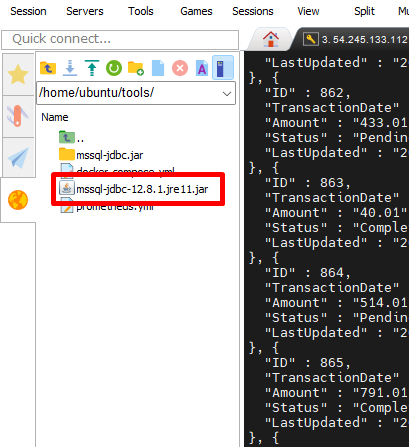 Session Servers Tools Games Sessions View
Quick connect...
3. 54.245.133.112
/home/ubuntu/tools/
Name
..
mssql-jdbc.jar
docker-compose.yml
mssql-jdbc-12.8.1.jre11.jar
prometheus.yml
"LastUpdated" : "2
}, {
"ID" : 862,
"TransactionDate"
"Amount" : "433.01
"Status" : "Pendin
"LastUpdated" : "2
}, {
"ID" : 863,
"TransactionDate"
"Amount" : "40.01"
"Status" : "Comple
"LastUpdated" : "2
}, {
"ID" : 864,
"TransactionDate"
"Amount" : "514.01
"Status" : "Pendin
"LastUpdated" : "2
}, {
"ID" : 865,
"TransactionDate"
"Amount" : "791.01
"Status" : "Comple
"LastUpdated" : "2
}, {